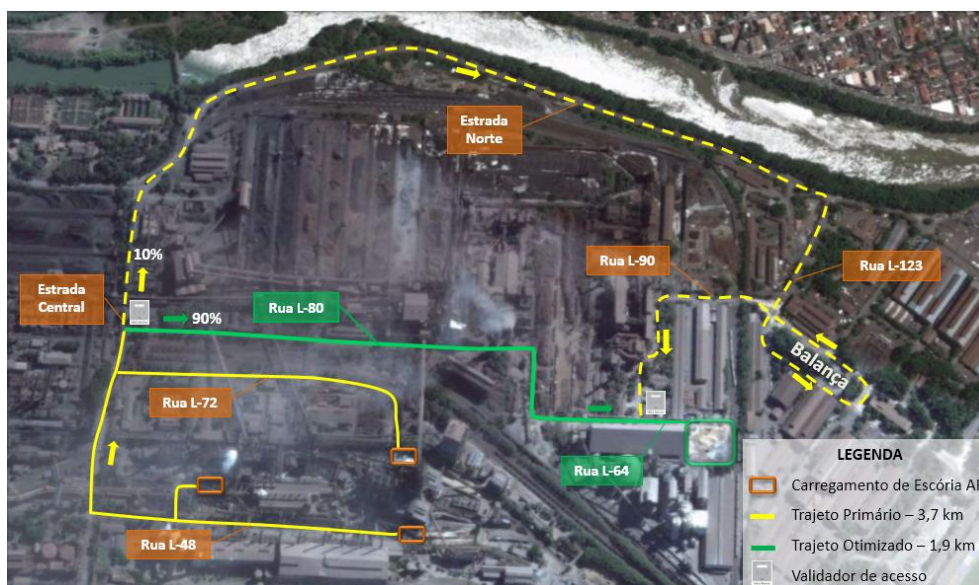 Estrada
Norte
10%
Estrada
Central
90%
Rua L-80
Rua L-90
Rua L-123
Balança
Rua L-72
Rua L-64
Rua L-48
LEGENDA
Carregamento de Escória
Trajeto Primário – 3,7 km
Trajeto Otimizado – 1,9 km
Validador de acesso